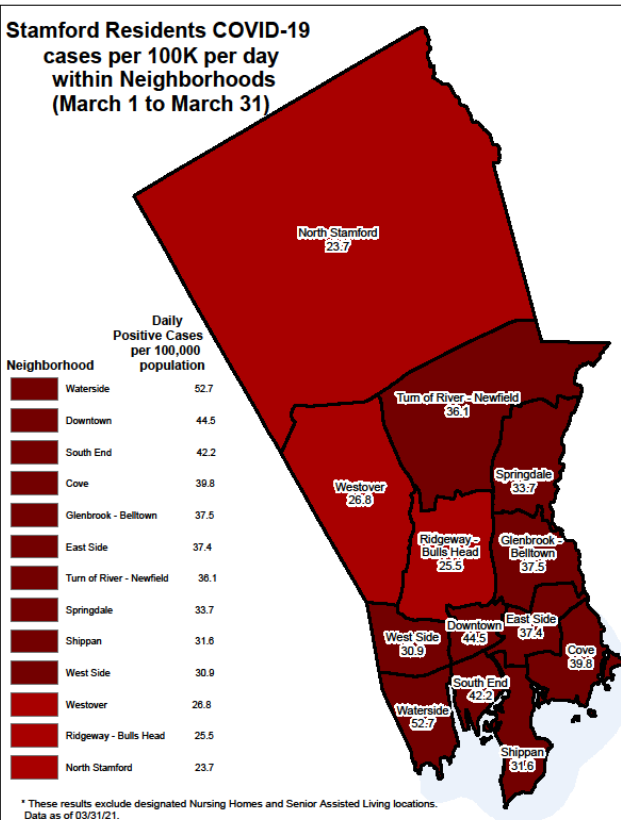 Stamford Residents COVID-19
cases per 100K per day
within Neighborhoods
(March 1 to March 31)
North Stamford
23.7
Turn of River - Newfield
36.1
Springdale
33.7
Westover
26.8
Ridgeway -
Bulls Head
25.5
Glenbrook -
Belltown
37.5
West Side
30.9
Downtown
44.5
East Side
37.4
Cove
39.8
South End
42.2
Waterside
52.7
Shippan
31.6
Daily
Positive Cases
per 100,000
Neighborhood population
Waterside 52.7
Downtown 44.5
South End 42.2
Cove 39.8
Glenbrook - Belltown 37.5
East Side 37.4
Turn of River - Newfield 36.1
Springdale 33.7
Shippan 31.6
West Side 30.9
Westover 26.8
Ridgeway - Bulls Head 25.5
North Stamford 23.7
* These results exclude designated Nursing Homes and Senior Assisted Living locations.
Data as of 03/31/21.